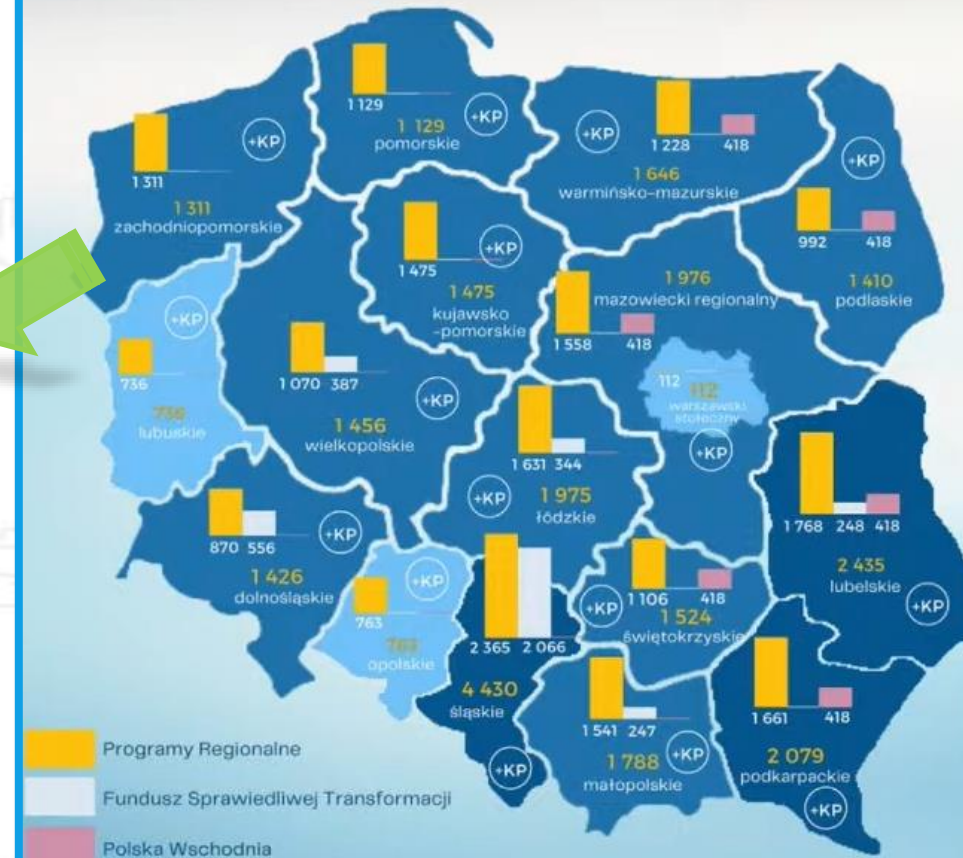 1 129
+KP
1 129
pomorskie
+KP
1 311
1 311
zachodniopomorskie
+KP
1 228 418
1 646
warmińsko-mazurskie
+KP
992 418
1 410
podlaskie
1 475
+KP
1 475
kujawsko
-pomorskie
1 976
mazowiecki regionalny
1 558 418
112
112
warszawski
stołeczny
+KP
+KP
736
736
lubuskie
1 070 387
+KP
1 456
wielkopolskie
1 631 344
+KP
1 975
łódzkie
1 768 248 418
2 435
lubelskie
+KP
870 556
+KP
1 426
dolnośląskie
+KP
763
763
opolskie
2 365 2 066
4 430
śląskie
+KP
1 106 418
+KP
1 524
świętokrzyskie
1 541 247
1 788
+KP
małopolskie
1 661 418
2 079
podkarpackie
+KP
Programy Regionalne
Fundusz Sprawiedliwej Transformacji
Polska Wschodnia